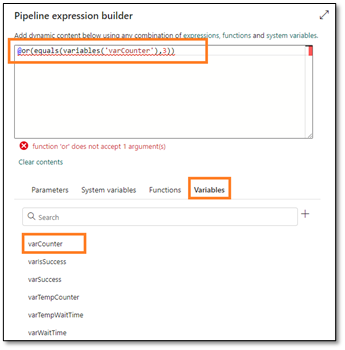 Pipeline expression builder
Add dynamic content below using any combination of expressions, functions and system variables.
@or(equals(variables('varCounter'),3))
function 'or' does not accept 1 argument(s)
Clear contents
Parameters System variables Functions Variables
Search
varCounter
varIsSuccess
varSuccess
varTempCounter
varTempWaitTime
varWaitTime